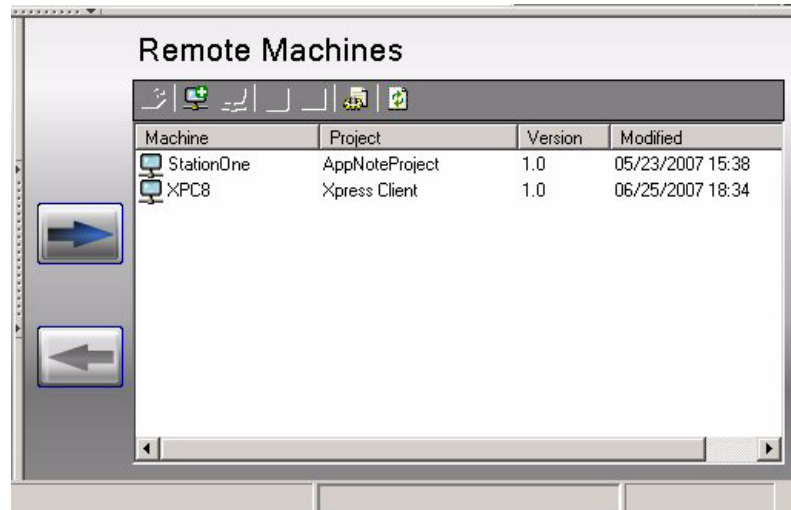 Remote Machines
Machine Project Version Modified
StationOne AppNoteProject 1.0 05/23/2007 15:38
XPC8 Xpress Client 1.0 06/25/2007 18:34